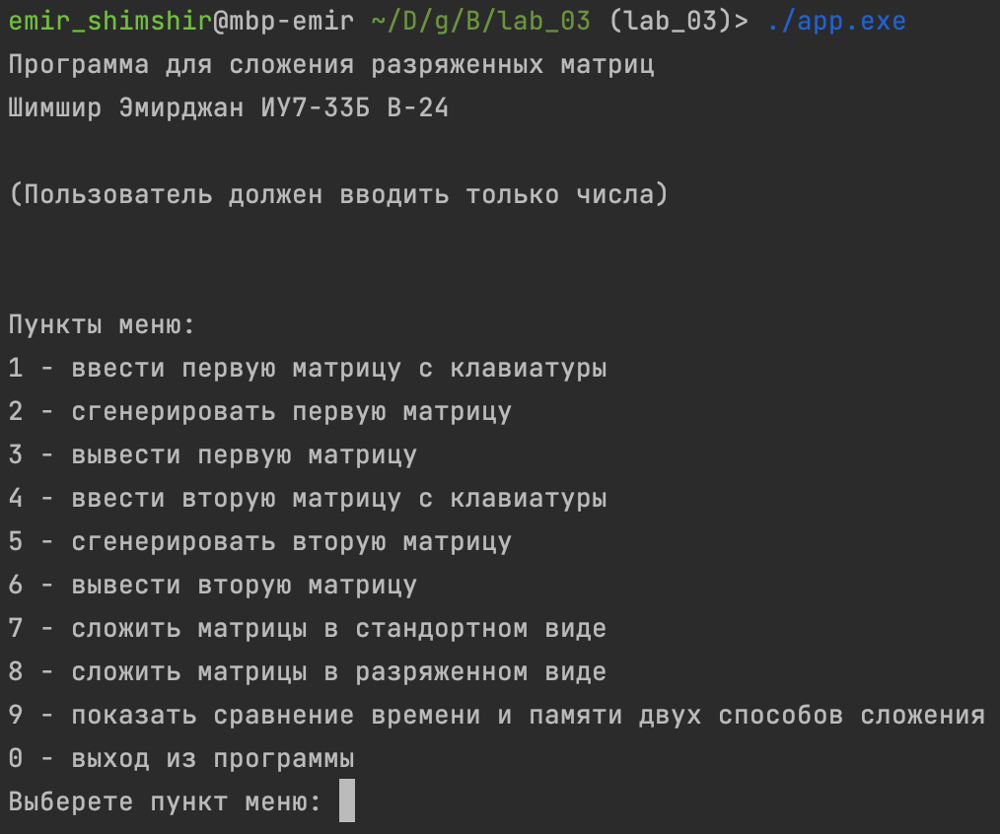 emir_shimshir@mbp-emir ~/D/g/B/lab_03 (lab_03)> ./app.exe
Программа для сложения разряженных матриц
Шимшир Эмирджан ИУ7-33Б В-24
(Пользователь должен вводить только числа)
Пункты меню:
1 - ввести первую матрицу с клавиатуры
2 - сгенерировать первую матрицу
3 - вывести первую матрицу
4 - ввести вторую матрицу с клавиатуры
5 - сгенерировать вторую матрицу
6 - вывести вторую матрицу
7 - сложить матрицы в стандортном виде
8 - сложить матрицы в разряженном виде
9 - показать сравнение времени и памяти двух способов сложения
0 - выход из программы
Выберете пункт меню: